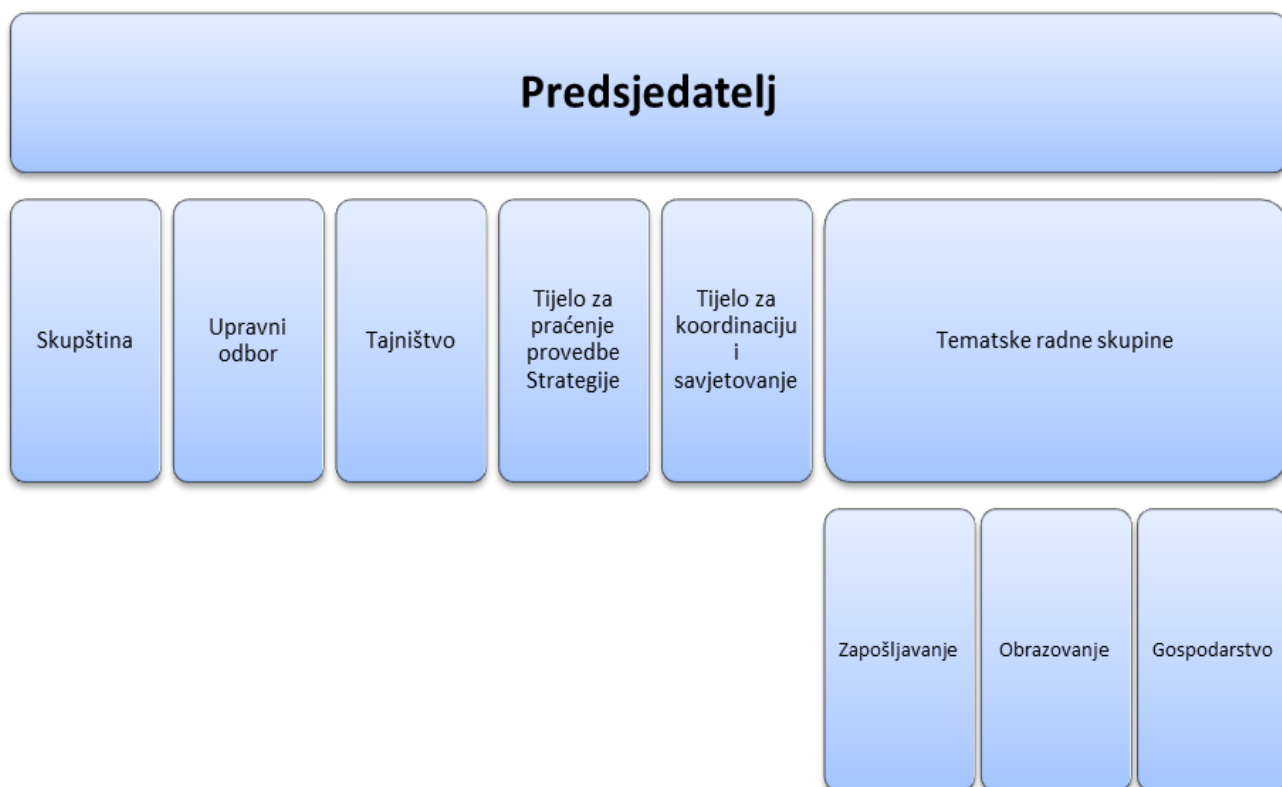 Predsjedatelj
Skupština
Upravni
odbor
Tajništvo
Tijelo za
praćenje
provedbe
Strategije
Tijelo za
koordinaciju
i
savjetovanje
Tematske radne skupine
Zapošljavanje
Obrazovanje
Gospodarstvo